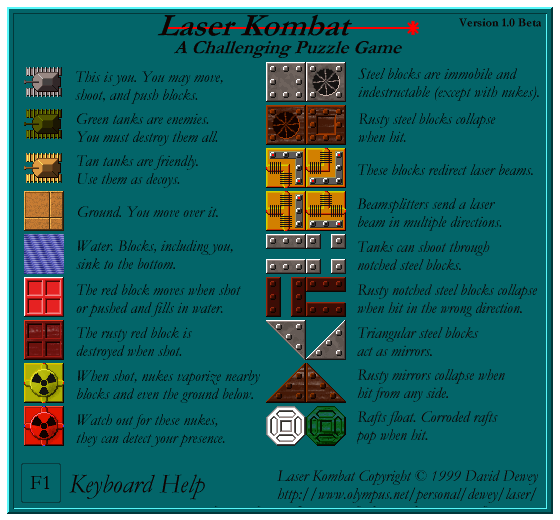 Laser Kombat
Version 1.0 Beta
A Challenging Puzzle Game
This is you. You may move,
shoot, and push blocks.
Green tanks are enemies.
You must destroy them all.
Tan tanks are friendly.
Use them as decoys.
Ground. You move over it.
Water. Blocks, including you,
sink to the bottom.
The red block moves when shot
or pushed and fills in water.
The rusty red block is
destroyed when shot.
When shot, nukes vaporize nearby
blocks and even the ground below.
Watch out for these nukes,
they can detect your presence.
Steel blocks are immobile and
indestructable (except with nukes).
Rusty steel blocks collapse
when hit.
These blocks redirect laser beams.
Beamsplitters send a laser
beam in multiple directions.
Tanks can shoot through
notched steel blocks.
Rusty notched steel blocks collapse
when hit in the wrong direction.
Triangular steel blocks
act as mirrors.
Rusty mirrors collapse when
hit from any side.
Rafts float. Corroded rafts
pop when hit.
F1 Keyboard Help
Laser Kombat Copyright © 1999 David Dewey
http://www.olympus.net/personal/dewey/laser/